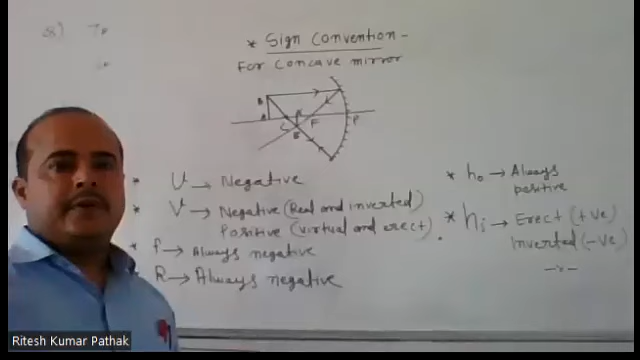 * Sign Convention -
For Concave mirror
B
A
C
A'
F
P
B'
* U → Negative
* V → Negative (Real and inverted)
Positive (virtual and erect).
* F → Always negative
R → Always negative
* ho → Always
positive
* hi → Erect (+ve)
Inverted (-ve)
Ritesh Kumar Pathak